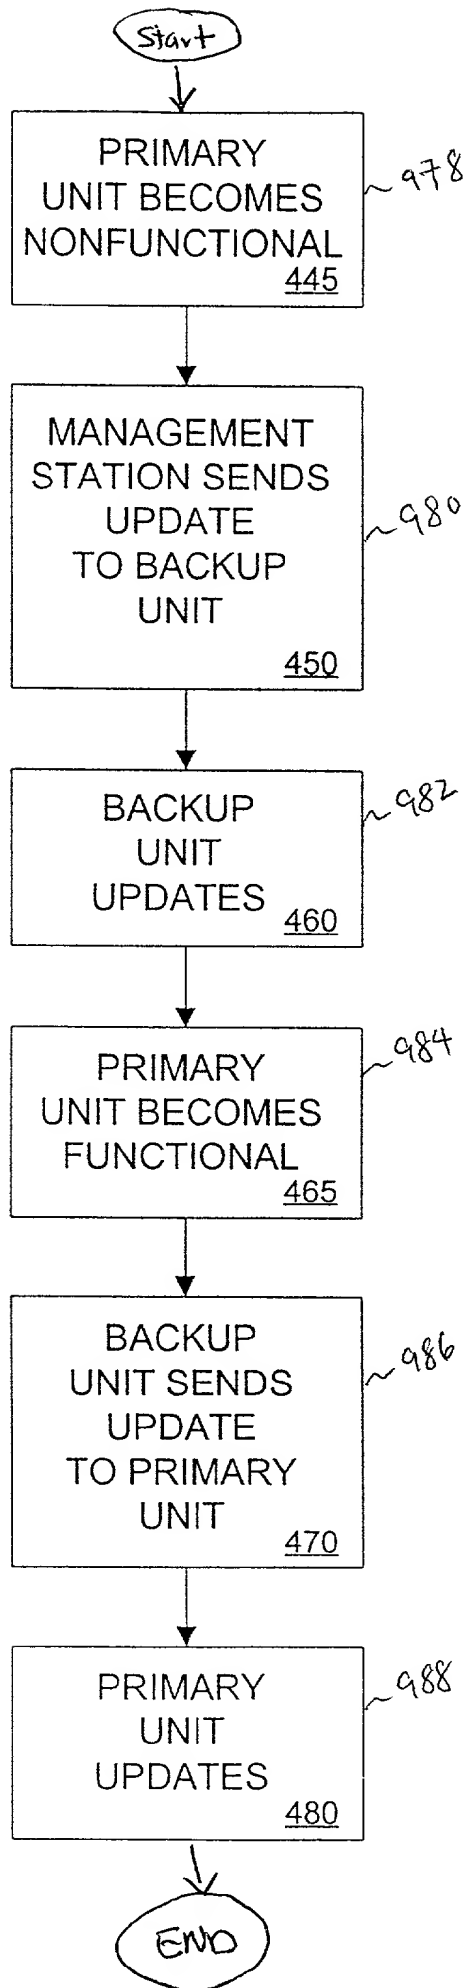 Start
PRIMARY
UNIT BECOMES
NONFUNCTIONAL
445
978
MANAGEMENT
STATION SENDS
UPDATE
TO BACKUP
UNIT
450
980
BACKUP
UNIT
UPDATES
460
982
PRIMARY
UNIT BECOMES
FUNCTIONAL
465
984
BACKUP
UNIT SENDS
UPDATE
TO PRIMARY
UNIT
470
986
PRIMARY
UNIT
UPDATES
480
988
END